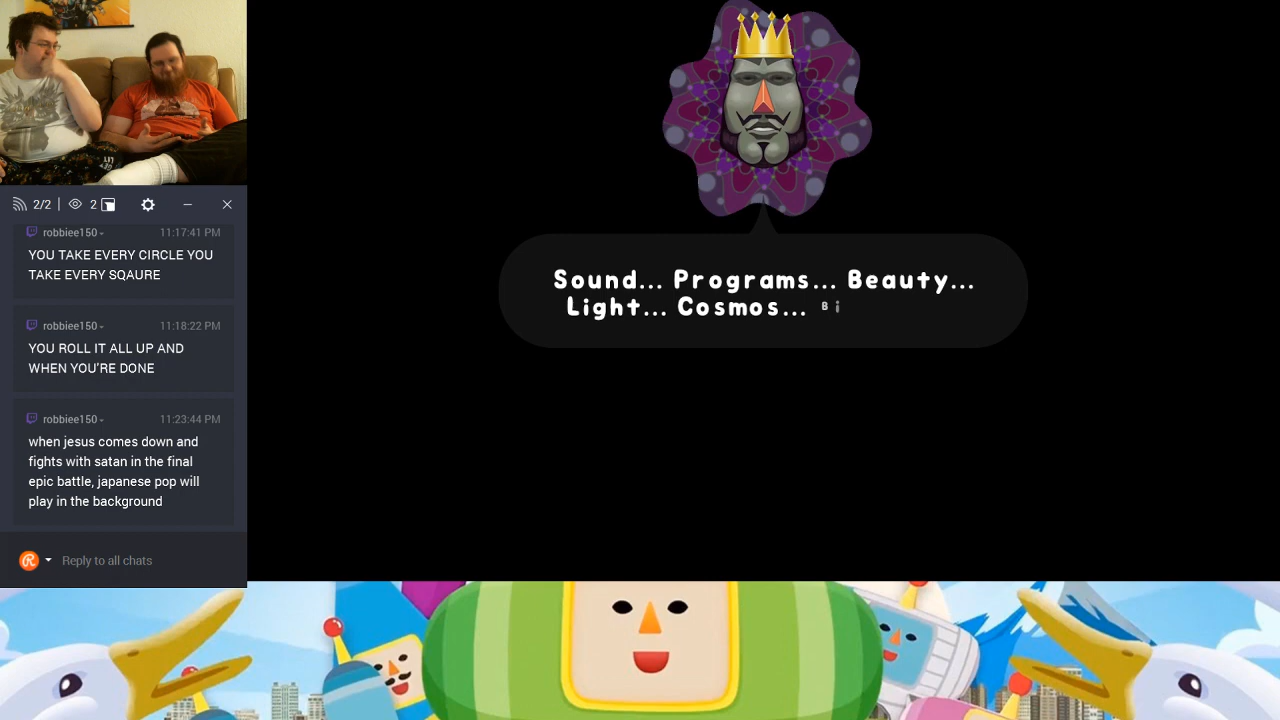 2/2
2
robbiee150
11:17:41 PM
YOU TAKE EVERY CIRCLE YOU
TAKE EVERY SQAURE
robbiee150
11:18:22 PM
YOU ROLL IT ALL UP AND
WHEN YOU'RE DONE
robbiee150
11:23:44 PM
when jesus comes down and
fights with satan in the final
epic battle, japanese pop will
play in the background
Reply to all chats
Sound... Programs... Beauty...
Light... Cosmos... Bi